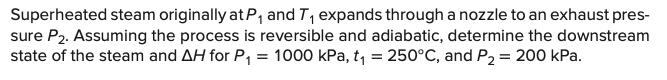 Superheated steam originally at P₁ and T₁ expands through a nozzle to an exhaust pres-
sure P₂. Assuming the process is reversible and adiabatic, determine the downstream
state of the steam and ΔH for P₁ = 1000 kPa, t₁ = 250°C, and P₂ = 200 kPa.